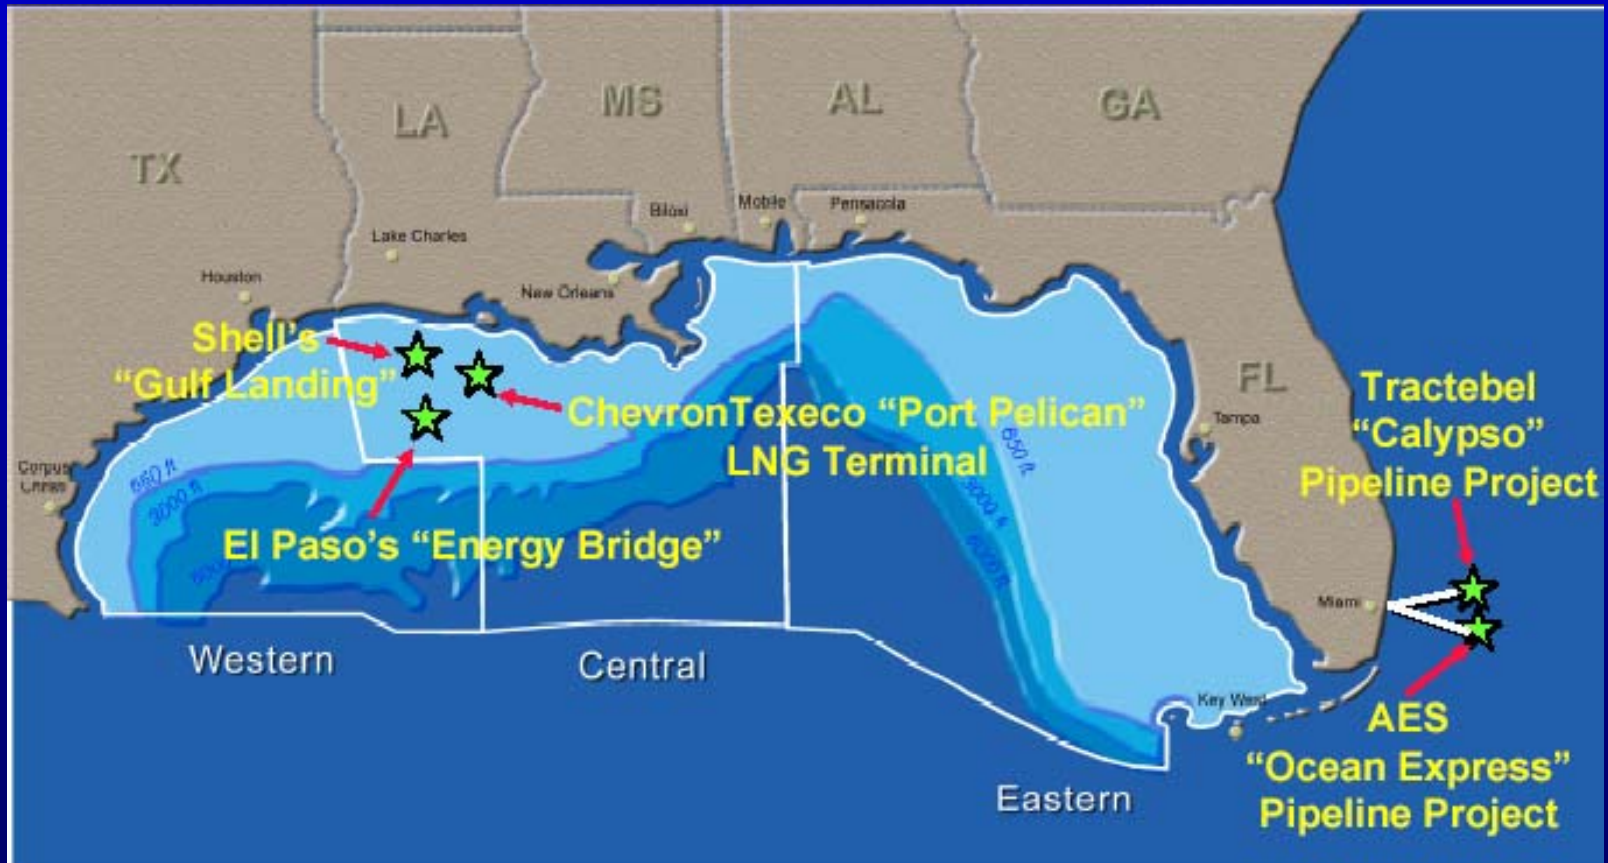 TX
LA
MS
AL
GA
FL
Biloxi
Mobile
Pensacola
Lake Charles
New Orleans
Houston
Corpus
Tampa
Miami
Key West
Shell's
“Gulf Landing”
ChevronTexeco “Port Pelican”
LNG Terminal
El Paso's “Energy Bridge”
Tractebel
“Calypso”
Pipeline Project
AES
“Ocean Express”
Pipeline Project
650 ft
3000 ft
650 ft
3000 ft
6000 ft
Western
Central
Eastern